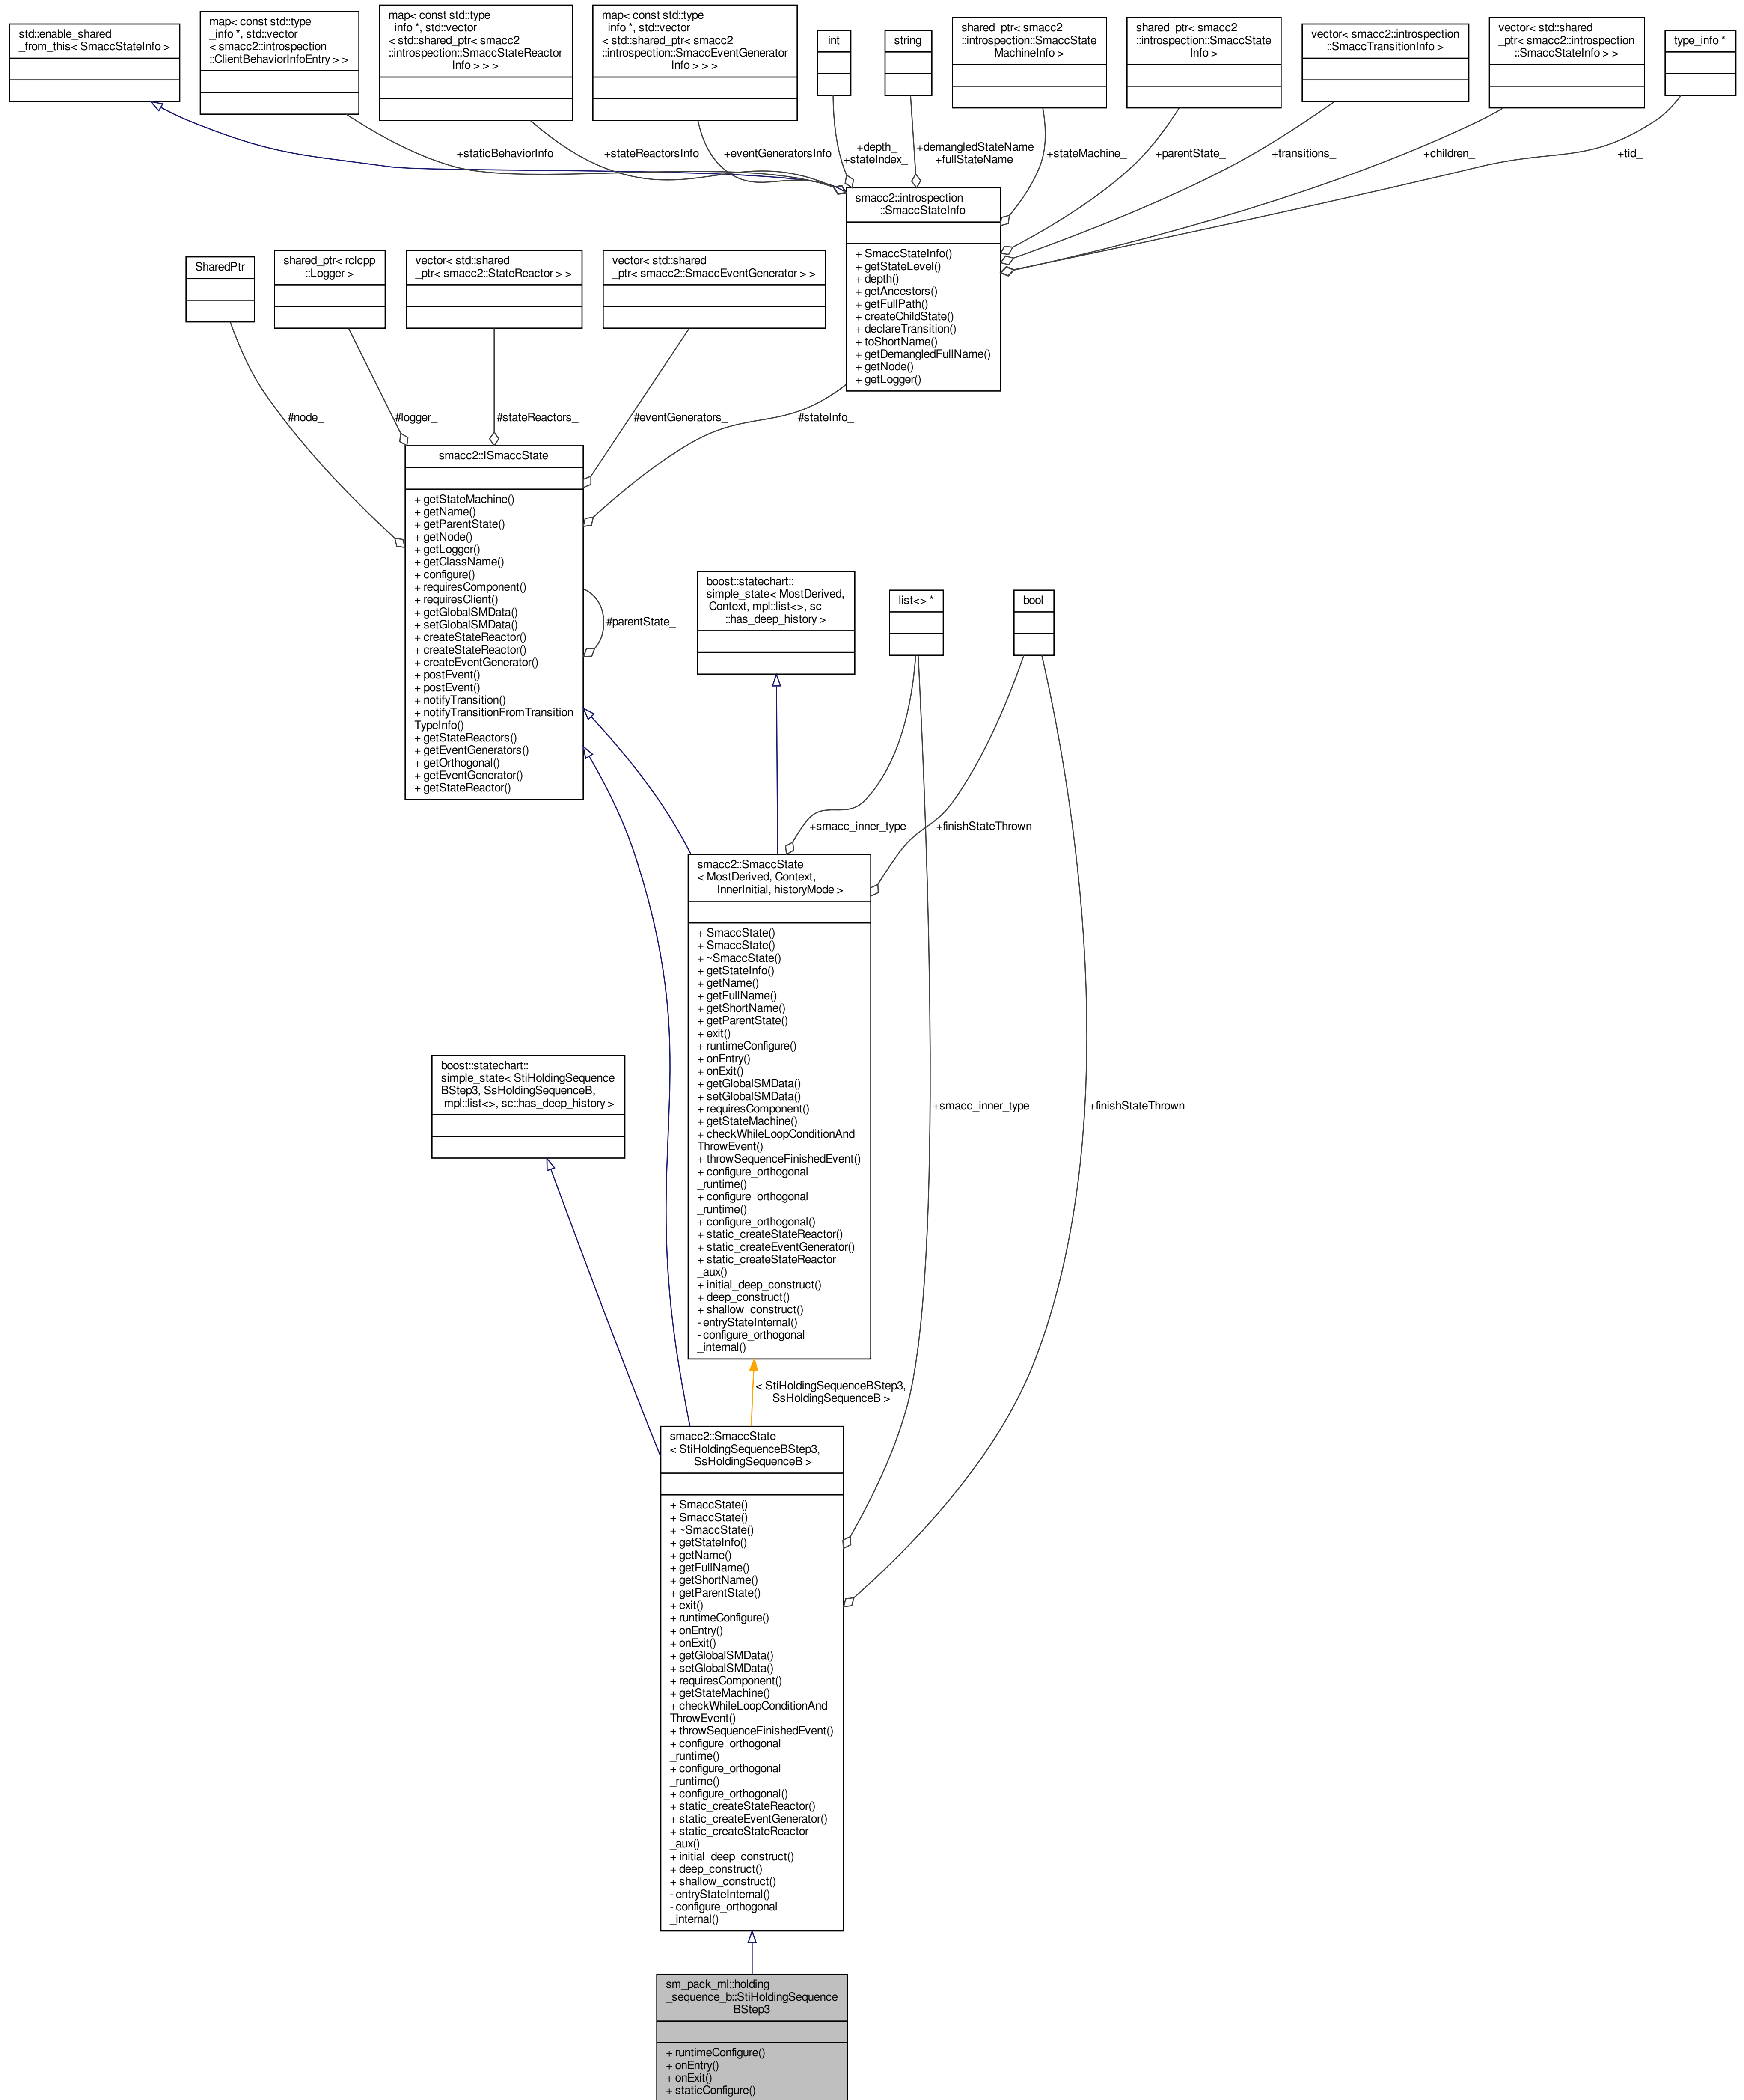 std::enable_shared
_from_this< SmaccStateInfo >
map< const std::type
_info *, std::vector
< smacc2::introspection
::ClientBehaviorInfoEntry > >
map< const std::type
_info *, std::vector
< std::shared_ptr< smacc2
::introspection::SmaccStateReactor
Info > > >
map< const std::type
_info *, std::vector
< std::shared_ptr< smacc2
::introspection::SmaccEventGenerator
Info > > >
int
string
shared_ptr< smacc2
::introspection::SmaccState
MachineInfo >
shared_ptr< smacc2
::introspection::SmaccState
Info >
vector< smacc2::introspection
::SmaccTransitionInfo >
vector< std::shared
_ptr< smacc2::introspection
::SmaccStateInfo > >
type_info *
+staticBehaviorInfo
+stateReactorsInfo
+eventGeneratorsInfo
+depth_
+stateIndex_
+demangledStateName
+fullStateName
+stateMachine_
+parentState_
+transitions_
+children_
+tid_
smacc2::introspection
::SmaccStateInfo
+ SmaccStateInfo()
+ getStateLevel()
+ depth()
+ getAncestors()
+ getFullPath()
+ createChildState()
+ declareTransition()
+ toShortName()
+ getDemangledFullName()
+ getNode()
+ getLogger()
SharedPtr
shared_ptr< rclcpp
::Logger >
vector< std::shared
_ptr< smacc2::StateReactor > >
vector< std::shared
_ptr< smacc2::SmaccEventGenerator > >
#node_
#logger_
#stateReactors_
#eventGenerators_
#stateInfo_
smacc2::ISmaccState
+ getStateMachine()
+ getName()
+ getParentState()
+ getNode()
+ getLogger()
+ getClassName()
+ configure()
+ requiresComponent()
+ requiresClient()
+ getGlobalSMData()
+ setGlobalSMData()
+ createStateReactor()
+ createStateReactor()
+ createEventGenerator()
+ postEvent()
+ postEvent()
+ notifyTransition()
+ notifyTransitionFromTransition
TypeInfo()
+ getStateReactors()
+ getEventGenerators()
+ getOrthogonal()
+ getEventGenerator()
+ getStateReactor()
#parentState_
boost::statechart::
simple_state< MostDerived,
Context, mpl::list<>, sc
::has_deep_history >
list<> *
bool
+smacc_inner_type
+finishStateThrown
smacc2::SmaccState
< MostDerived, Context,
InnerInitial, historyMode >
+ SmaccState()
+ SmaccState()
+ ~SmaccState()
+ getStateInfo()
+ getName()
+ getFullName()
+ getShortName()
+ getParentState()
+ exit()
+ runtimeConfigure()
+ onEntry()
+ onExit()
+ getGlobalSMData()
+ setGlobalSMData()
+ requiresComponent()
+ getStateMachine()
+ checkWhileLoopConditionAnd
ThrowEvent()
+ throwSequenceFinishedEvent()
+ configure_orthogonal
_runtime()
+ configure_orthogonal
_runtime()
+ configure_orthogonal()
+ static_createStateReactor()
+ static_createEventGenerator()
+ static_createStateReactor
_aux()
+ initial_deep_construct()
+ deep_construct()
+ shallow_construct()
- entryStateInternal()
- configure_orthogonal
_internal()
boost::statechart::
simple_state< StiHoldingSequence
BStep3, SsHoldingSequenceB,
mpl::list<>, sc::has_deep_history >
+smacc_inner_type
+finishStateThrown
< StiHoldingSequenceBStep3,
SsHoldingSequenceB >
smacc2::SmaccState
< StiHoldingSequenceBStep3,
SsHoldingSequenceB >
+ SmaccState()
+ SmaccState()
+ ~SmaccState()
+ getStateInfo()
+ getName()
+ getFullName()
+ getShortName()
+ getParentState()
+ exit()
+ runtimeConfigure()
+ onEntry()
+ onExit()
+ getGlobalSMData()
+ setGlobalSMData()
+ requiresComponent()
+ getStateMachine()
+ checkWhileLoopConditionAnd
ThrowEvent()
+ throwSequenceFinishedEvent()
+ configure_orthogonal
_runtime()
+ configure_orthogonal
_runtime()
+ configure_orthogonal()
+ static_createStateReactor()
+ static_createEventGenerator()
+ static_createStateReactor
_aux()
+ initial_deep_construct()
+ deep_construct()
+ shallow_construct()
- entryStateInternal()
- configure_orthogonal
_internal()
sm_pack_ml::holding
_sequence_b::StiHoldingSequence
BStep3
+ runtimeConfigure()
+ onEntry()
+ onExit()
+ staticConfigure()